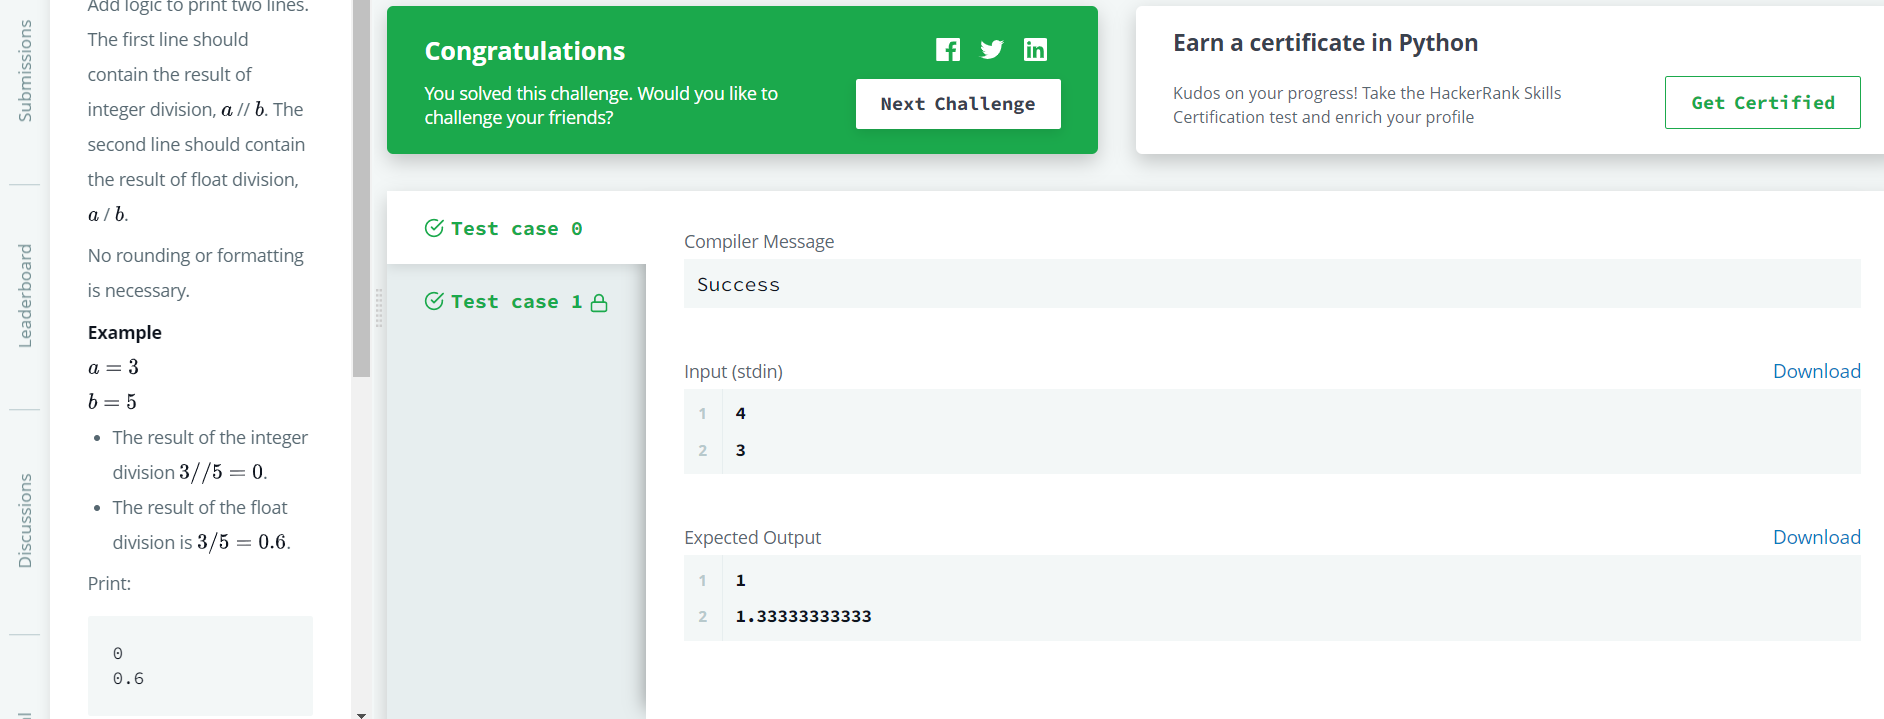 Submissions
Leaderboard
Discussions
Add logic to print two lines.
The first line should
contain the result of
integer division, a // b. The
second line should contain
the result of float division,
a / b.
No rounding or formatting
is necessary.
Example
a = 3
b = 5
• The result of the integer
division 3//5 = 0.
• The result of the float
division is 3/5 = 0.6.
Print:
0
0.6
Congratulations
You solved this challenge. Would you like to
challenge your friends?
Next Challenge
Earn a certificate in Python
Kudos on your progress! Take the HackerRank Skills
Certification test and enrich your profile
Get Certified
Test case 0
Test case 1
Compiler Message
Success
Input (stdin)
Download
1 4
2 3
Expected Output
Download
1 1
2 1.33333333333